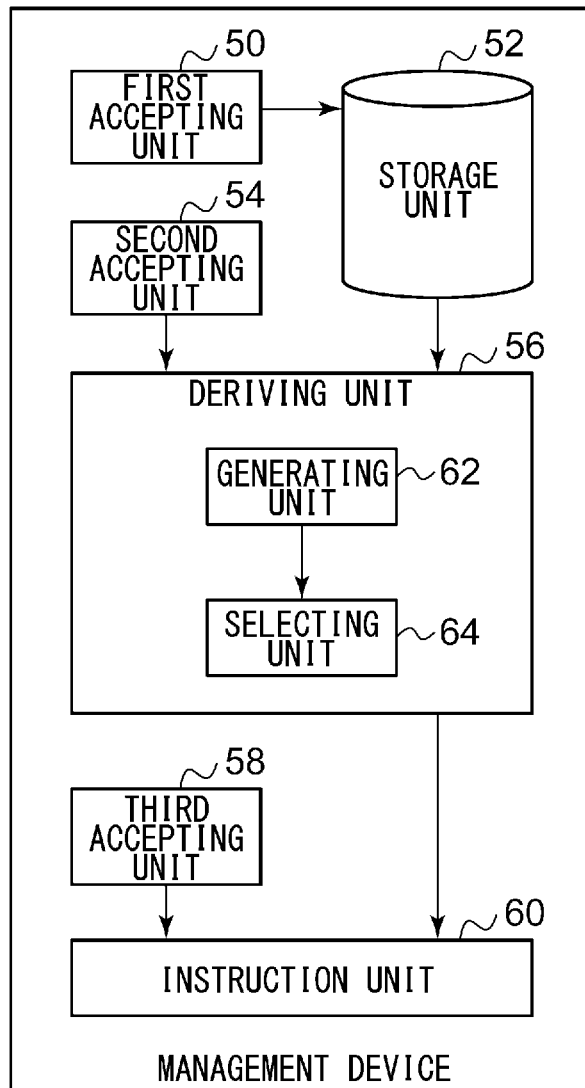 50
FIRST
ACCEPTING
UNIT
52
STORAGE
UNIT
54
SECOND
ACCEPTING
UNIT
56
DERIVING UNIT
GENERATING
UNIT
62
SELECTING
UNIT
64
58
THIRD
ACCEPTING
UNIT
60
INSTRUCTION UNIT
MANAGEMENT DEVICE